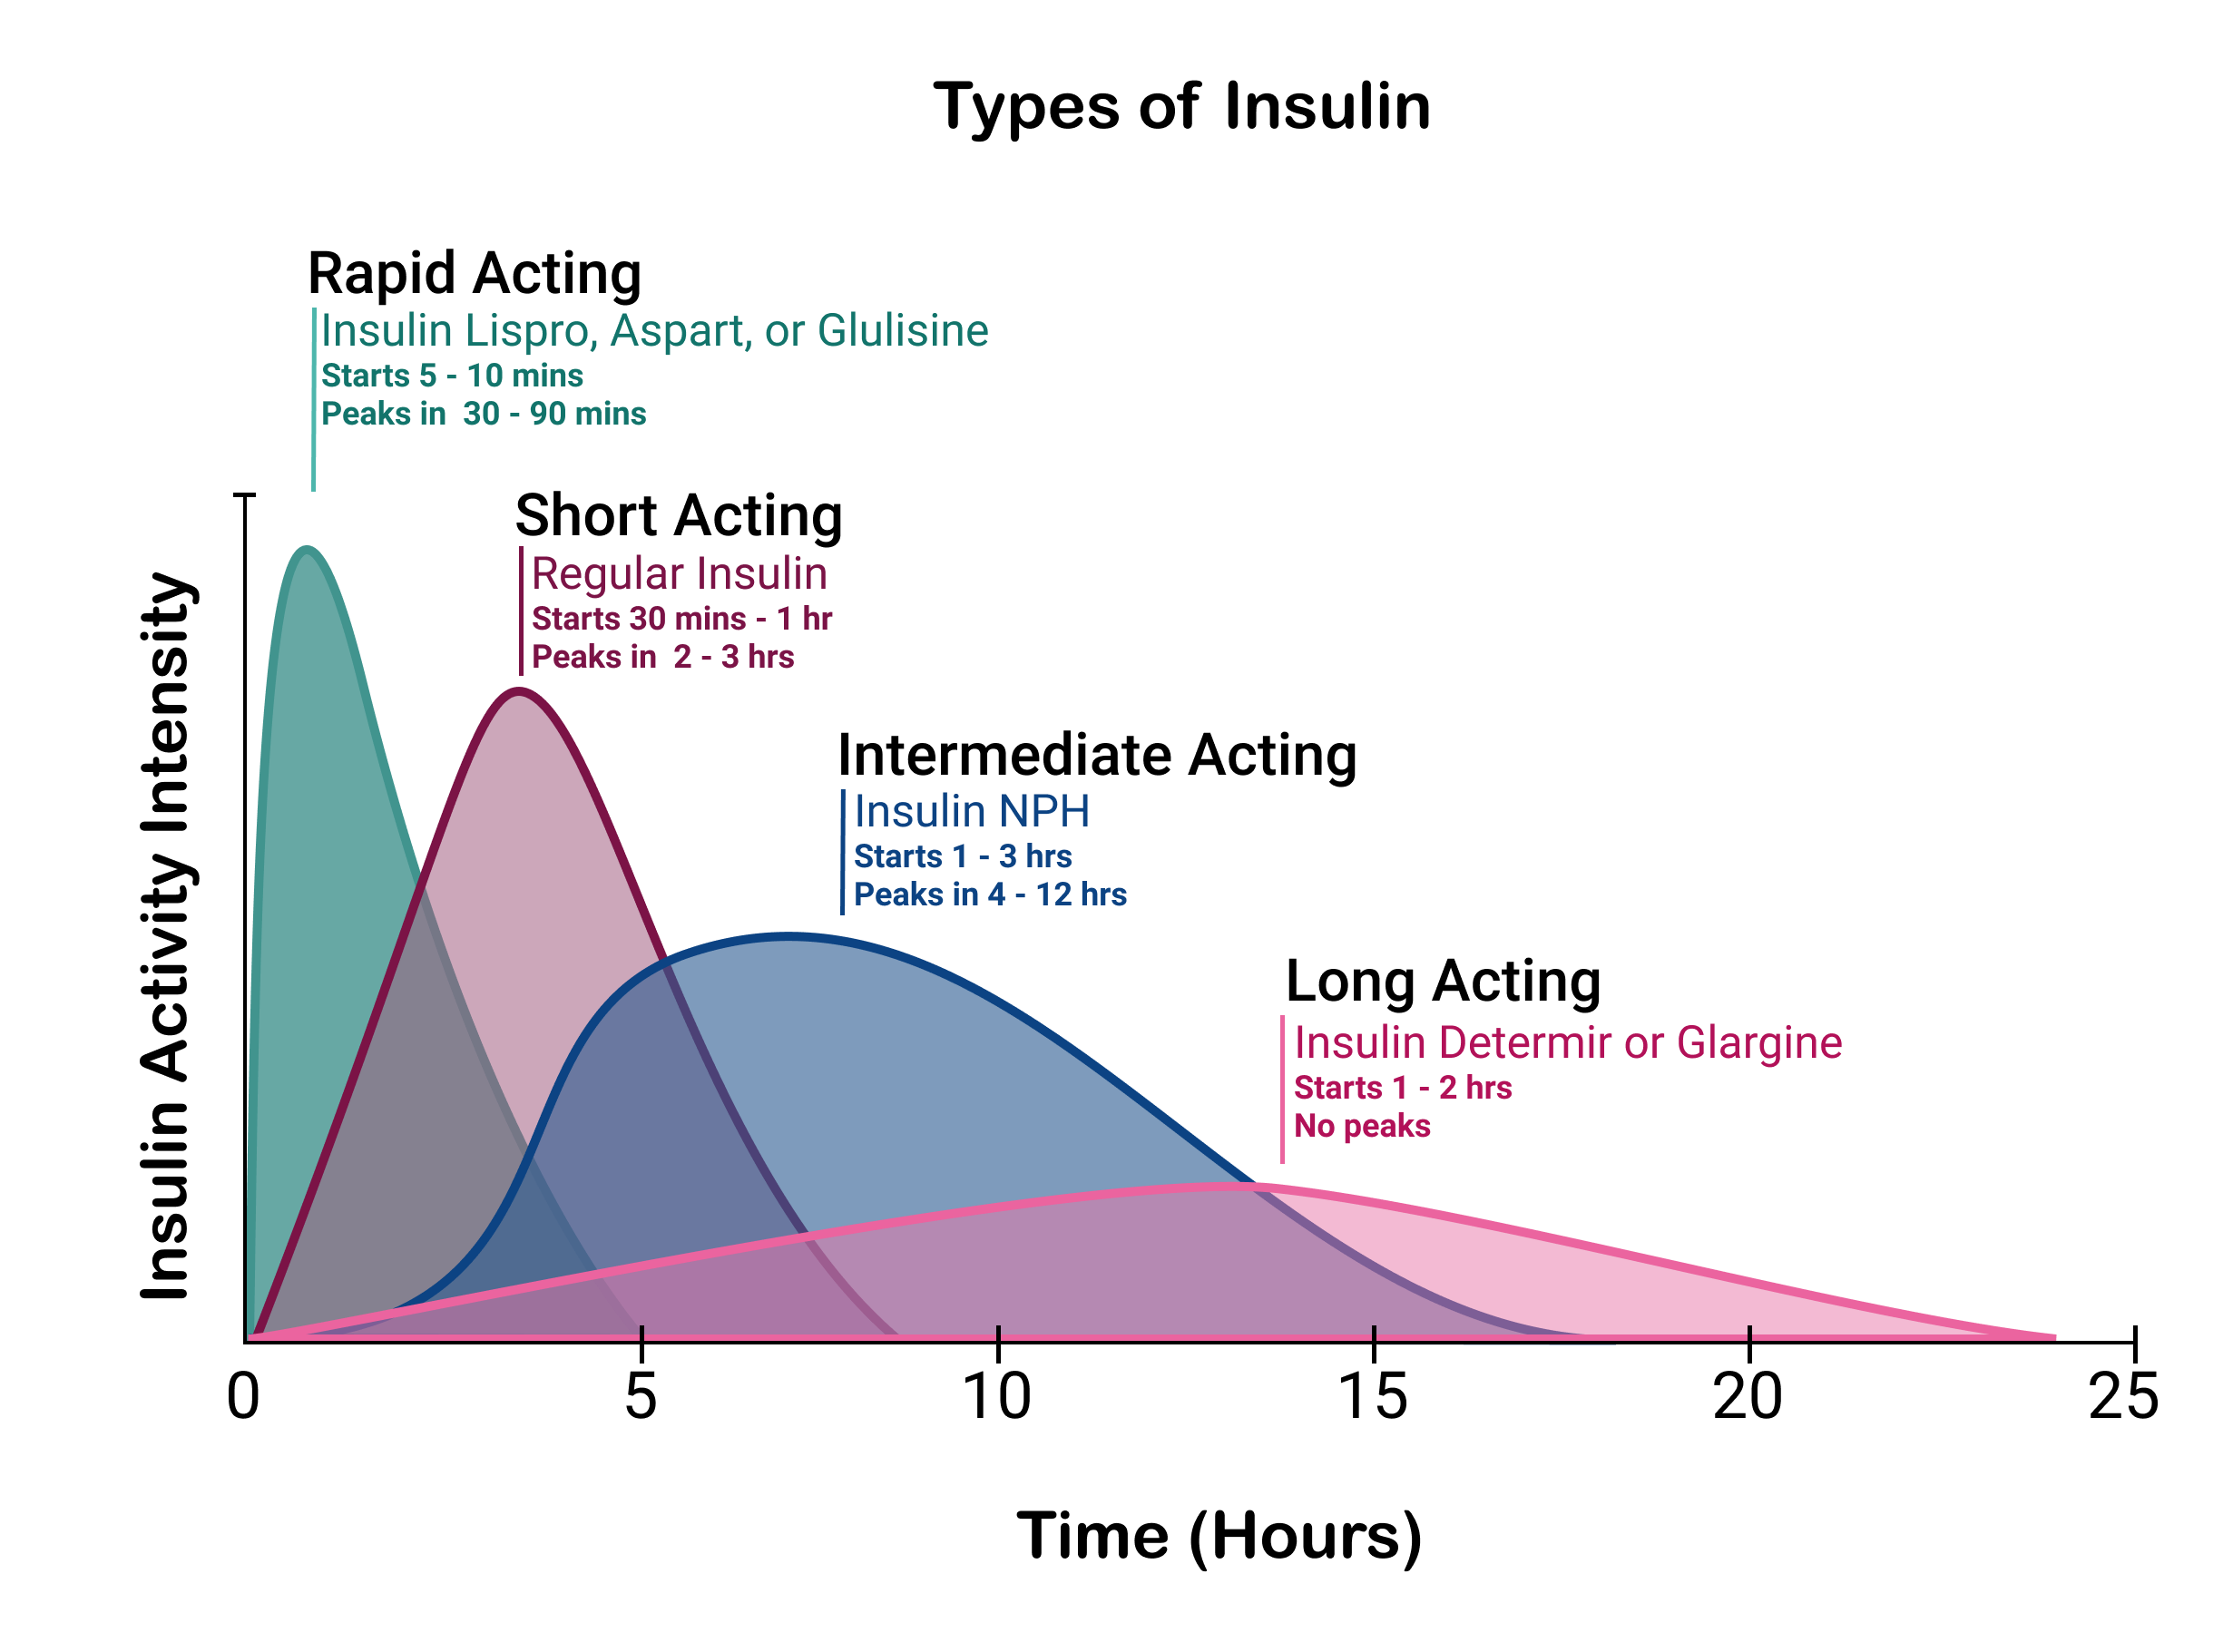 Types of Insulin
Rapid Acting
Insulin Lispro, Aspart, or Glulisine
Starts 5 - 10 mins
Peaks in 30 - 90 mins
Short Acting
Regular Insulin
Starts 30 mins - 1 hr
Peaks in 2 - 3 hrs
Intermediate Acting
Insulin NPH
Starts 1 - 3 hrs
Peaks in 4 - 12 hrs
Long Acting
Insulin Determir or Glargine
Starts 1 - 2 hrs
No peaks
Insulin Activity Intensity
0 5 10 15 20 25
Time (Hours)